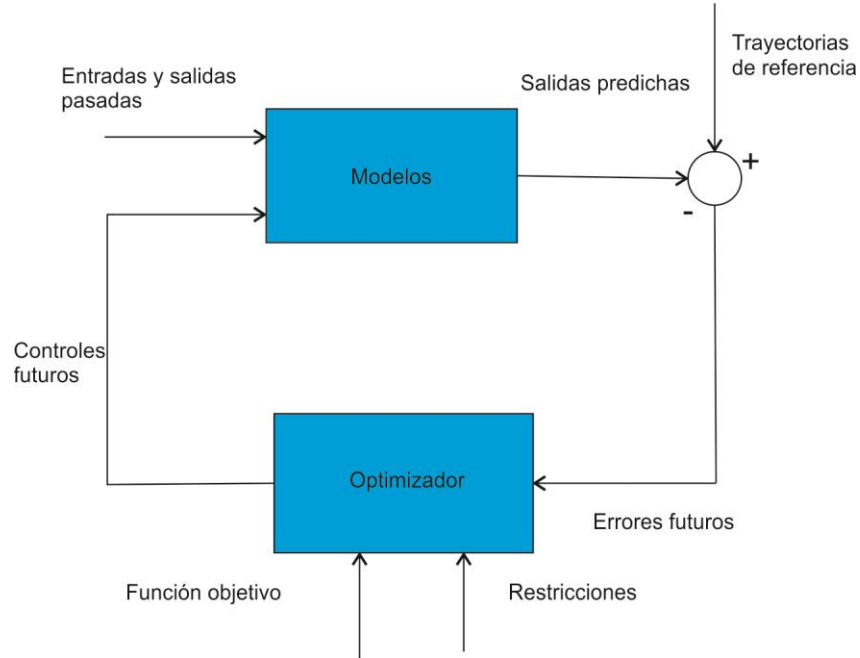 Entradas y salidas
pasadas
Salidas predichas
Trayectorias
de referencia
Modelos
+
-
Controles
futuros
Optimizador
Errores futuros
Función objetivo
Restricciones